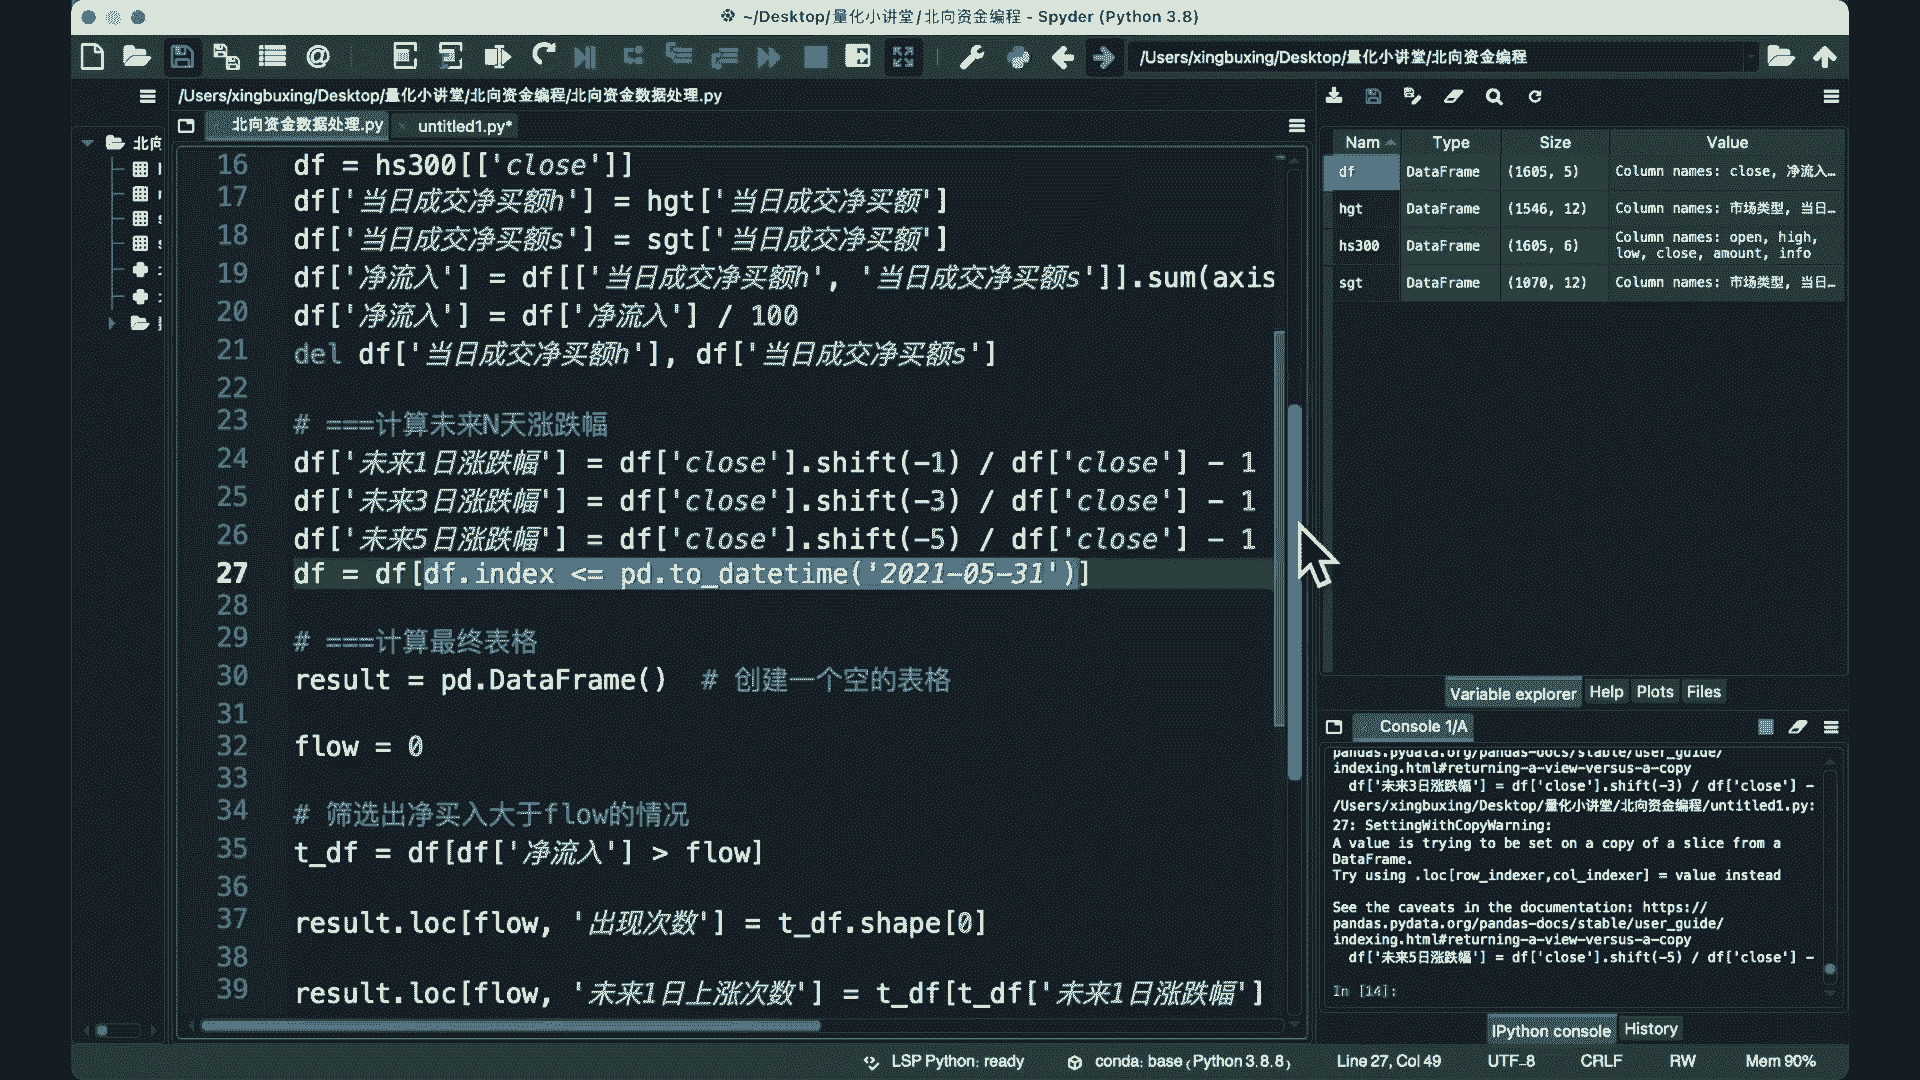 ~/Desktop/量化小讲堂/北向资金编程 - Spyder (Python 3.8)
/Users/xingbuxing/Desktop/量化小讲堂/北向资金编程
/Users/xingbuxing/Desktop/量化小讲堂/北向资金编程/北向资金数据处理.py
北向资金数据处理.py untitled1.py*
北向
16 df = hs300[['close']]
17 df['当日成交净买额h'] = hgt['当日成交净买额']
18 df['当日成交净买额s'] = sgt['当日成交净买额']
19 df['净流入'] = df[['当日成交净买额h', '当日成交净买额s']].sum(axis
20 df['净流入'] = df['净流入'] / 100
21 del df['当日成交净买额h'], df['当日成交净买额s']
22
23 # ===计算未来N天涨跌幅
24 df['未来1日涨跌幅'] = df['close'].shift(-1) / df['close'] - 1
25 df['未来3日涨跌幅'] = df['close'].shift(-3) / df['close'] - 1
26 df['未来5日涨跌幅'] = df['close'].shift(-5) / df['close'] - 1
27 df = df[df.index <= pd.to_datetime('2021-05-31')]
28
29 # ===计算最终表格
30 result = pd.DataFrame()  # 创建一个空的表格
31
32 flow = 0
33
34 # 筛选出净买入大于flow的情况
35 t_df = df[df['净流入'] > flow]
36
37 result.loc[flow, '出现次数'] = t_df.shape[0]
38
39 result.loc[flow, '未来1日上涨次数'] = t_df[t_df['未来1日涨跌幅']
Nam Type Size Value
df DataFrame (1605, 5) Column names: close, 净流入…
hgt DataFrame (1546, 12) Column names: 市场类型, 当日…
hs300 DataFrame (1605, 6) Column names: open, high,
low, close, amount, info
sgt DataFrame (1070, 12) Column names: 市场类型, 当日…
Variable explorer Help Plots Files
Console 1/A
pandas.pydata.org/pandas-docs/stable/user_guide/
indexing.html#returning-a-view-versus-a-copy
df['未来3日涨跌幅'] = df['close'].shift(-3) / df['close'] -
/Users/xingbuxing/Desktop/量化小讲堂/北向资金编程/untitled1.py:
27: SettingWithCopyWarning:
A value is trying to be set on a copy of a slice from a
DataFrame.
Try using .loc[row_indexer,col_indexer] = value instead
See the caveats in the documentation: https://
pandas.pydata.org/pandas-docs/stable/user_guide/
indexing.html#returning-a-view-versus-a-copy
df['未来5日涨跌幅'] = df['close'].shift(-5) / df['close'] -
In [14]:
IPython console History
LSP Python: ready conda: base (Python 3.8.8) Line 27, Col 49 UTF-8 CRLF RW Mem 90%